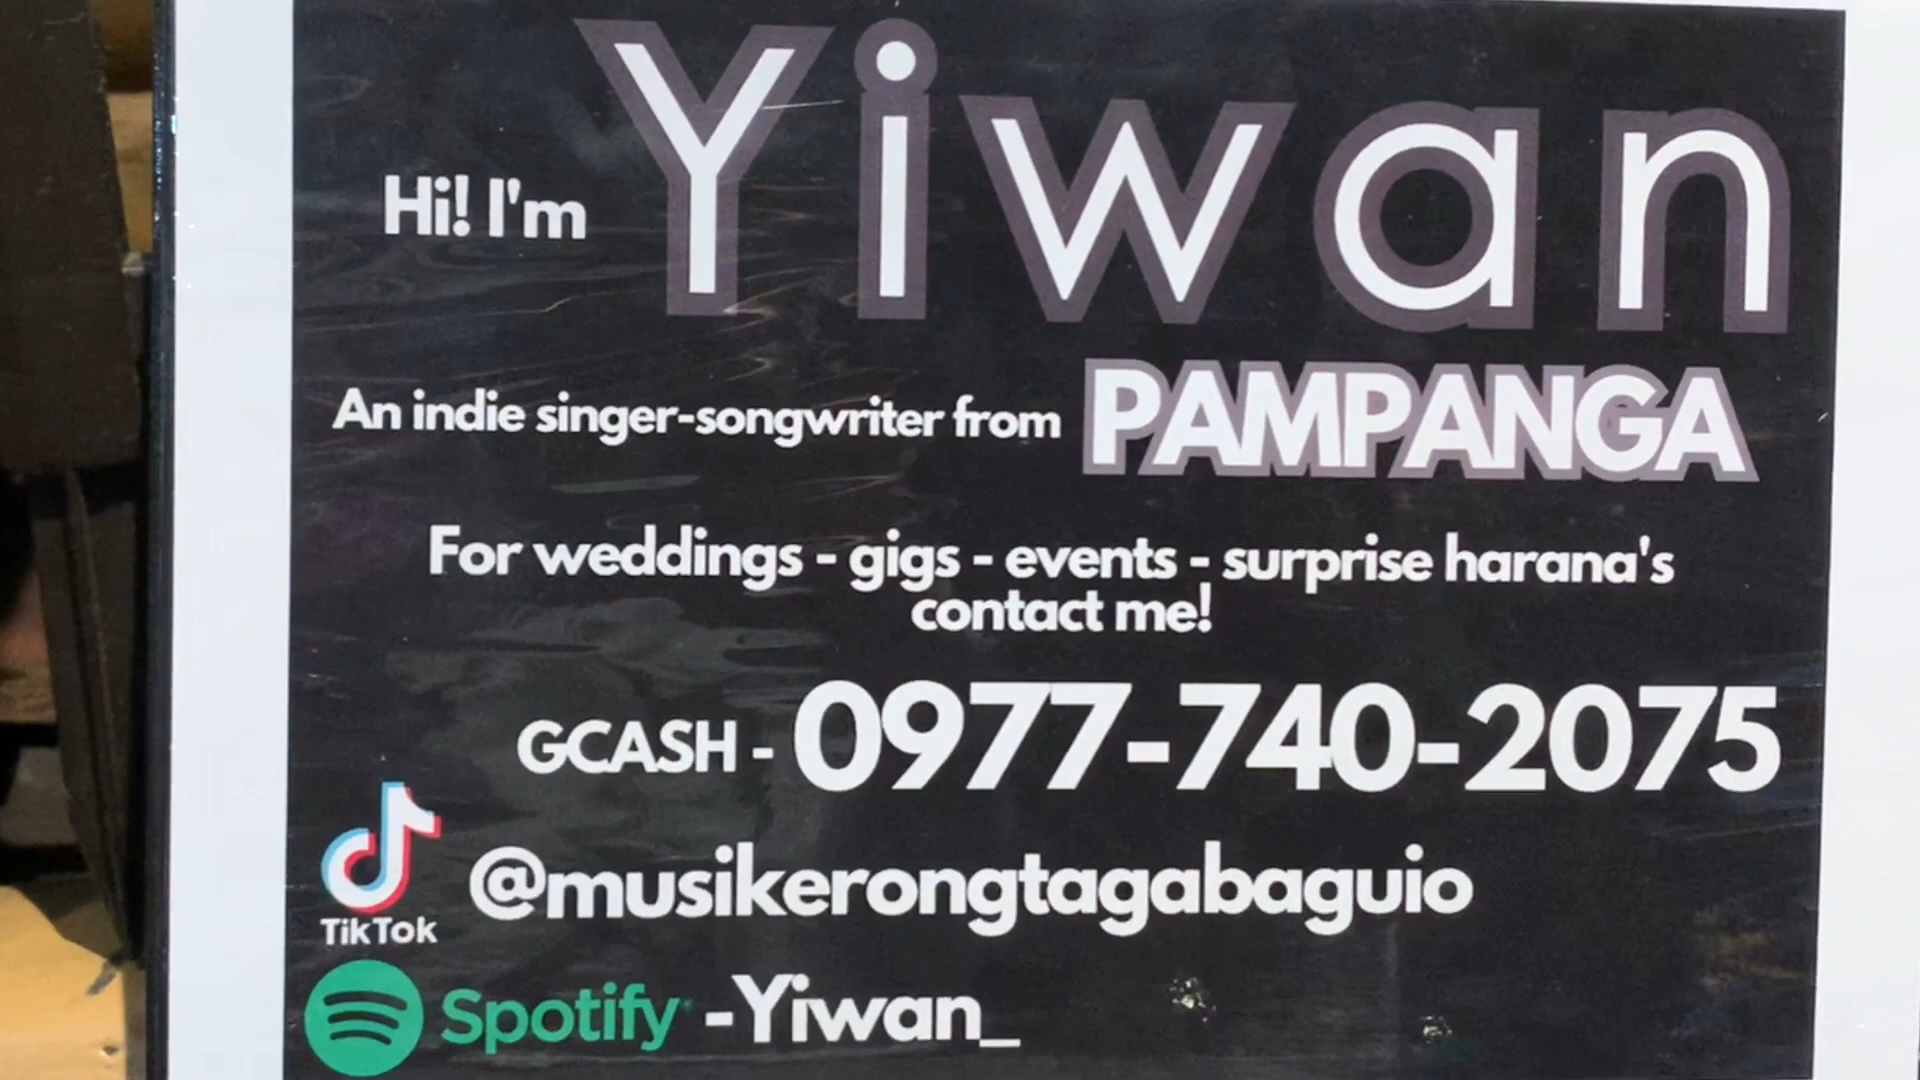 Hi! I'm Yiwan
An indie singer-songwriter from PAMPANGA
For weddings - gigs - events - surprise harana's
contact me!
GCASH - 0977-740-2075
TikTok @musikerongtagabaguio
Spotify -Yiwan_